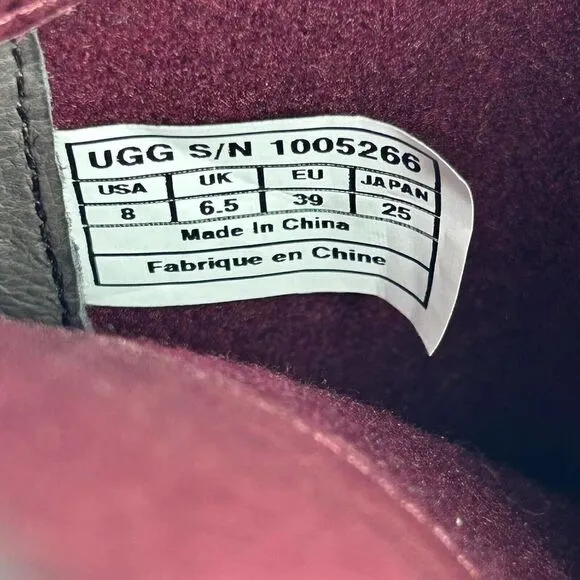 UGG S/N 1005266
USA UK EU JAPAN
8 6.5 39 25
Made In China
Fabrique en Chine